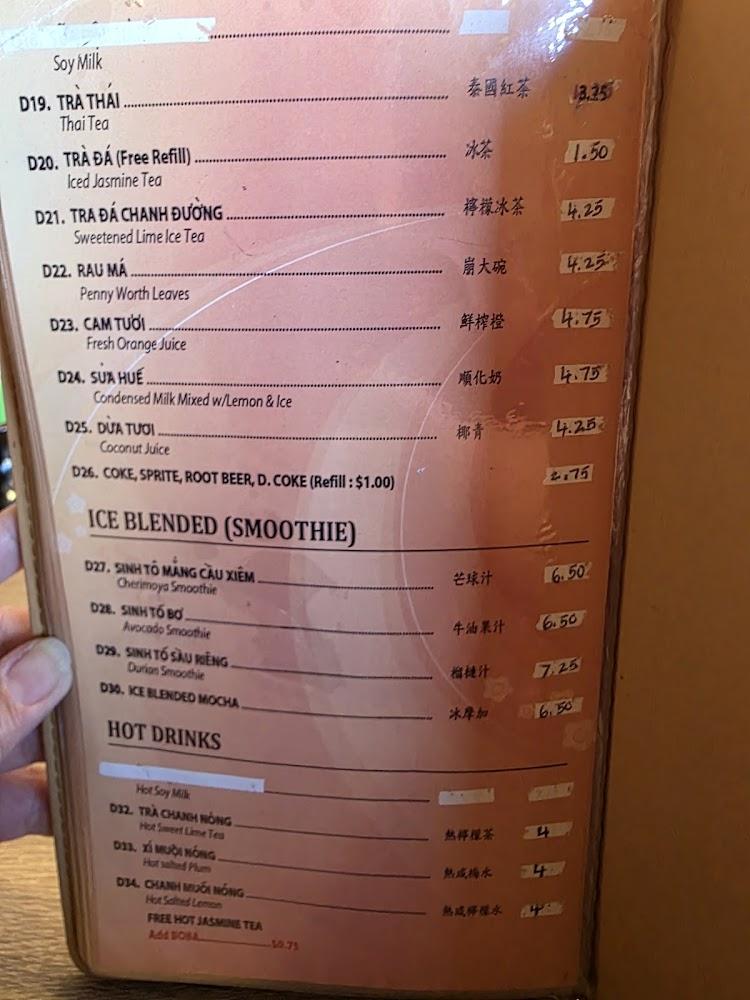 Soy Milk
D19. TRÀ THÁI 泰國紅茶
Thai Tea
D20. TRÀ ĐÁ (Free Refill) 冰茶 1.50
Iced Jasmine Tea
D21. TRA ĐÁ CHANH ĐƯỜNG 檸檬冰茶 4.25
Sweetened Lime Ice Tea
D22. RAU MÁ 崩大碗 4.25
Penny Worth Leaves
D23. CAM TƯƠI 鮮榨橙 4.75
Fresh Orange Juice
D24. SỮA HUẾ 順化奶 4.75
Condensed Milk Mixed w/Lemon & Ice
D25. DỪA TƯƠI 椰青 4.25
Coconut Juice
D26. COKE, SPRITE, ROOT BEER, D. COKE (Refill : $1.00) 2.75
ICE BLENDED (SMOOTHIE)
D27. SINH TỐ MÃNG CẦU XIÊM 芒球汁 6.50
Cherimoya Smoothie
D28. SINH TỐ BƠ 牛油果汁 6.50
Avocado Smoothie
D29. SINH TỐ SẦU RIÊNG 榴槤汁 7.25
Durian Smoothie
D30. ICE BLENDED MOCHA 冰摩加 6.50
HOT DRINKS
Hot Soy Milk
D32. TRÀ CHANH NÓNG 熱檸檬茶 4
Hot Sweet Lime Tea
D33. XÍ MUỘI NÓNG 熱咸梅水 4
Hot salted Plum
D34. CHANH MUỐI NÓNG 熱咸檸檬水 4
Hot Salted Lemon
FREE HOT JASMINE TEA
Add BOBA $0.75